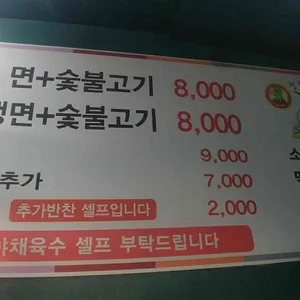 면+숯불고기 8,000
면+숯불고기 8,000
9,000
추가 7,000
추가반찬 셀프입니다 2,000
야채육수 셀프 부탁드립니다